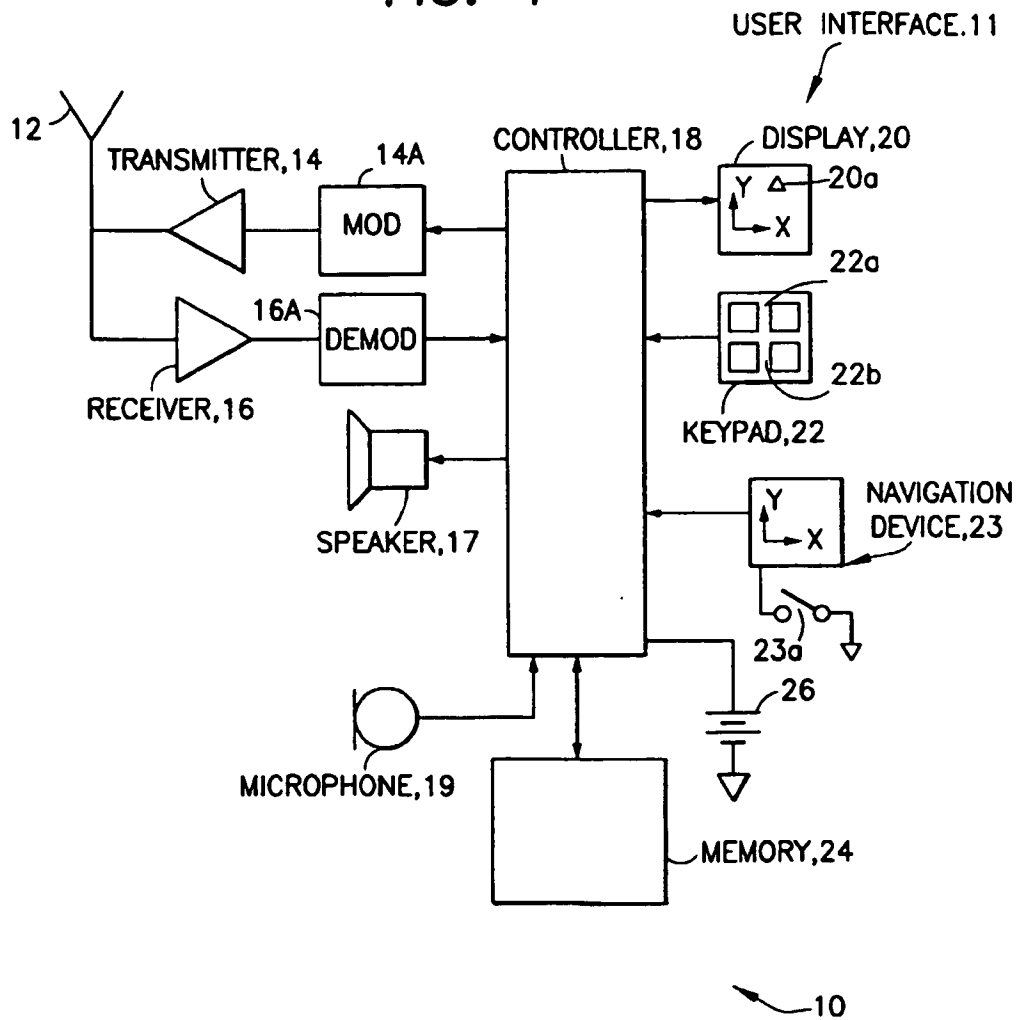 USER INTERFACE.11
12
TRANSMITTER,14
14A
MOD
CONTROLLER,18
DISPLAY,20
Y
X
20a
22a
16A
DEMOD
22b
RECEIVER,16
KEYPAD,22
SPEAKER,17
Y
X
NAVIGATION
DEVICE,23
23a
26
MICROPHONE,19
MEMORY,24
10